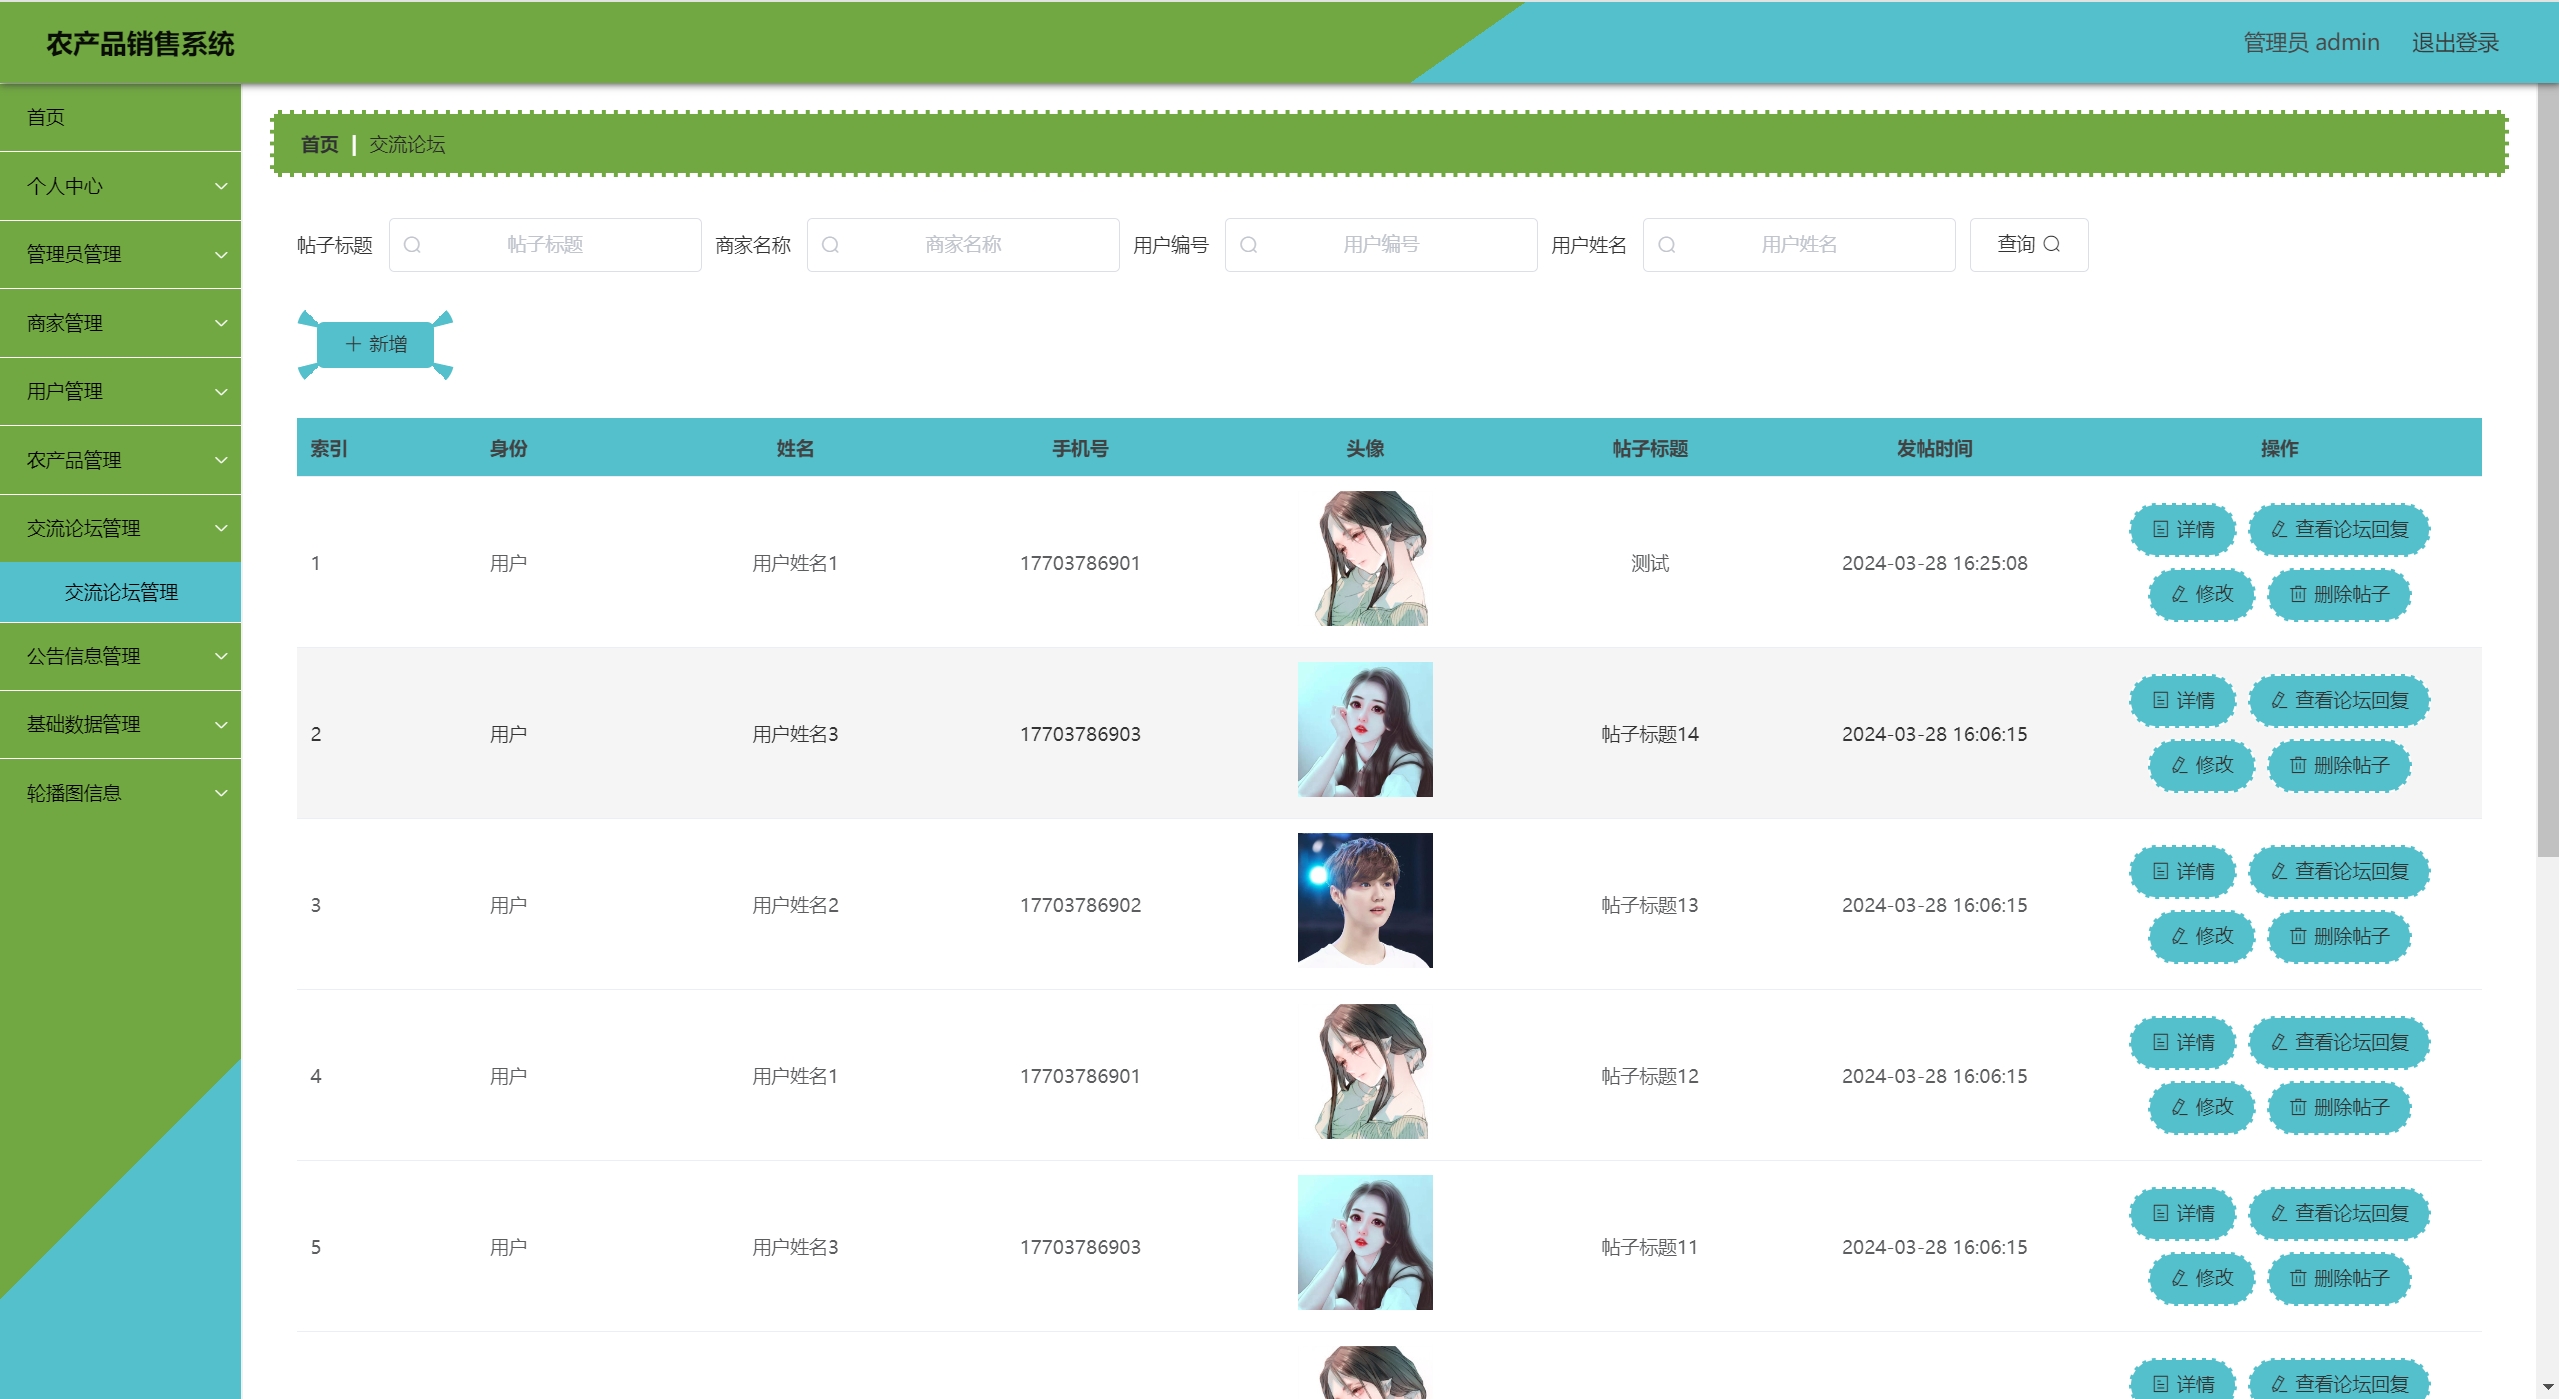 农产品销售系统
管理员 admin 退出登录
首页
个人中心
管理员管理
商家管理
用户管理
农产品管理
交流论坛管理
交流论坛管理
公告信息管理
基础数据管理
轮播图信息
首页 | 交流论坛
帖子标题 帖子标题 商家名称 商家名称 用户编号 用户编号 用户姓名 用户姓名 查询
新增
索引 身份 姓名 手机号 头像 帖子标题 发帖时间 操作
1 用户 用户姓名1 17703786901 测试 2024-03-28 16:25:08 详情 查看论坛回复
修改 删除帖子
2 用户 用户姓名3 17703786903 帖子标题14 2024-03-28 16:06:15 详情 查看论坛回复
修改 删除帖子
3 用户 用户姓名2 17703786902 帖子标题13 2024-03-28 16:06:15 详情 查看论坛回复
修改 删除帖子
4 用户 用户姓名1 17703786901 帖子标题12 2024-03-28 16:06:15 详情 查看论坛回复
修改 删除帖子
5 用户 用户姓名3 17703786903 帖子标题11 2024-03-28 16:06:15 详情 查看论坛回复
修改 删除帖子
详情 查看论坛回复